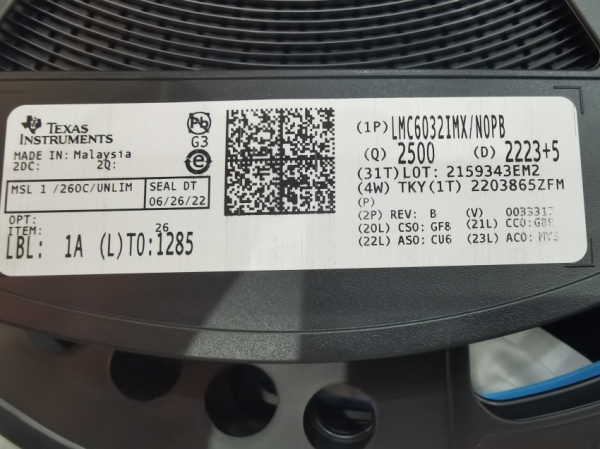 TEXAS
INSTRUMENTS
MADE IN: Malaysia
2DC: 2Q:
G3
e
MSL 1 /260C/UNLIM
SEAL DT
06/26/22
OPT:
ITEM: 26
LBL: 1A (L)TO:1285
(1P) LMC6032IMX/NOPB
(Q) 2500 (D) 2223+5
(31T)LOT: 2159343EM2
(4W) TKY(1T) 2203865ZFM
(P)
(2P) REV: B (V) 0033317
(20L) CSO: GF8 (21L) CCO:
(22L) ASO: CU6 (23L) ACO: